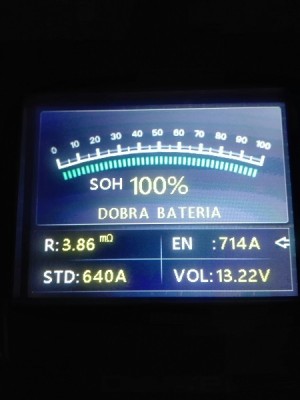 0 10 20 30 40 50 60 70 80 90 100
SOH 100%
DOBRA BATERIA
R: 3.86 mΩ EN :714A
STD: 640A VOL: 13.22V